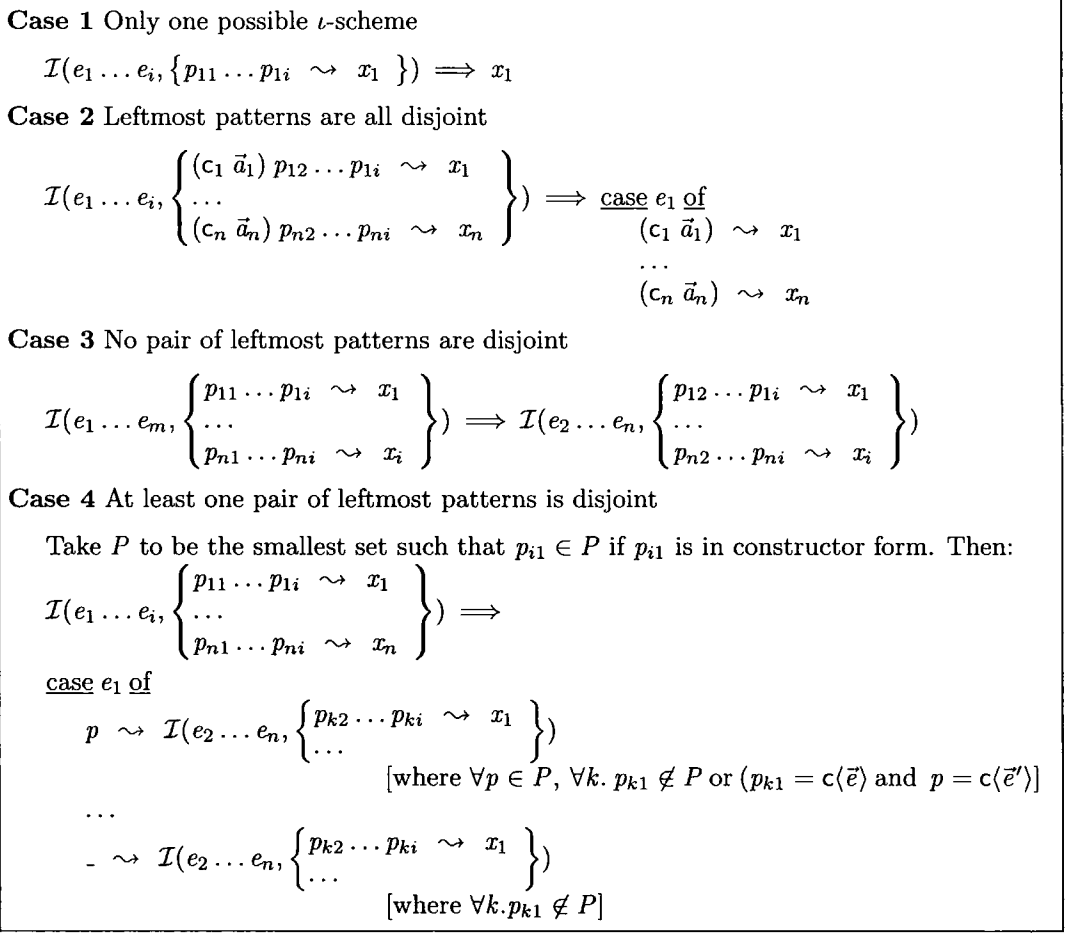 Case 1 Only one possible ι-scheme
𝓘(e₁ … eᵢ, {p₁₁ … p₁ᵢ ⇝ x₁ }) ⟹ x₁
Case 2 Leftmost patterns are all disjoint
𝓘(e₁ … eᵢ, { (c₁ a⃗₁) p₁₂ … p₁ᵢ ⇝ x₁
…
(cₙ a⃗ₙ) pₙ₂ … pₙᵢ ⇝ xₙ }) ⟹ case e₁ of
(c₁ a⃗₁) ⇝ x₁
…
(cₙ a⃗ₙ) ⇝ xₙ
Case 3 No pair of leftmost patterns are disjoint
𝓘(e₁ … eₘ, { p₁₁ … p₁ᵢ ⇝ x₁
…
pₙ₁ … pₙᵢ ⇝ xᵢ }) ⟹ 𝓘(e₂ … eₙ, { p₁₂ … p₁ᵢ ⇝ x₁
…
pₙ₂ … pₙᵢ ⇝ xᵢ })
Case 4 At least one pair of leftmost patterns is disjoint
Take P to be the smallest set such that pᵢ₁ ∈ P if pᵢ₁ is in constructor form. Then:
𝓘(e₁ … eᵢ, { p₁₁ … p₁ᵢ ⇝ x₁
…
pₙ₁ … pₙᵢ ⇝ xₙ }) ⟹
case e₁ of
p ⇝ 𝓘(e₂ … eₙ, { pₖ₂ … pₖᵢ ⇝ x₁
… })
[where ∀p ∈ P, ∀k. pₖ₁ ∉ P or (pₖ₁ = c⟨e⃗⟩ and p = c⟨e⃗′⟩]
…
_ ⇝ 𝓘(e₂ … eₙ, { pₖ₂ … pₖᵢ ⇝ x₁
… })
[where ∀k.pₖ₁ ∉ P]